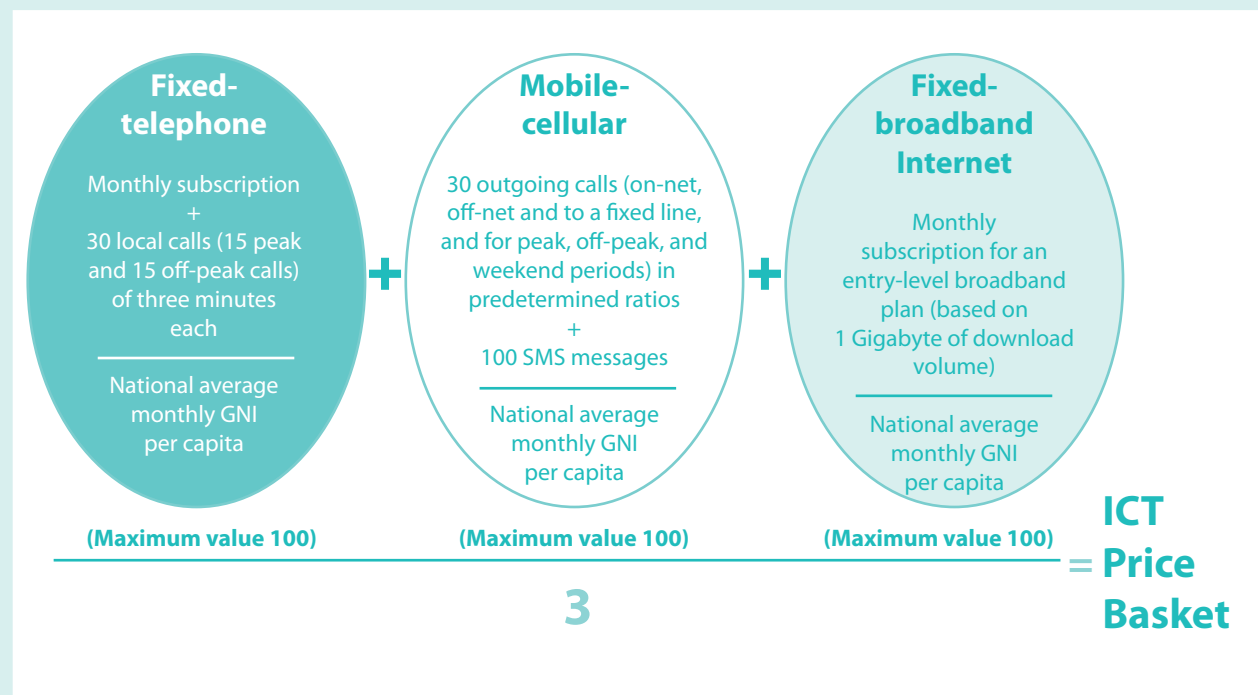 Fixed-
telephone
Monthly subscription
+
30 local calls (15 peak
and 15 off-peak calls)
of three minutes
each
National average
monthly GNI
per capita
(Maximum value 100)
+
Mobile-
cellular
30 outgoing calls (on-net,
off-net and to a fixed line,
and for peak, off-peak, and
weekend periods) in
predetermined ratios
+
100 SMS messages
National average
monthly GNI
per capita
(Maximum value 100)
+
Fixed-
broadband
Internet
Monthly
subscription for an
entry-level broadband
plan (based on
1 Gigabyte of download
volume)
National average
monthly GNI
per capita
(Maximum value 100)
3
=
ICT
Price
Basket